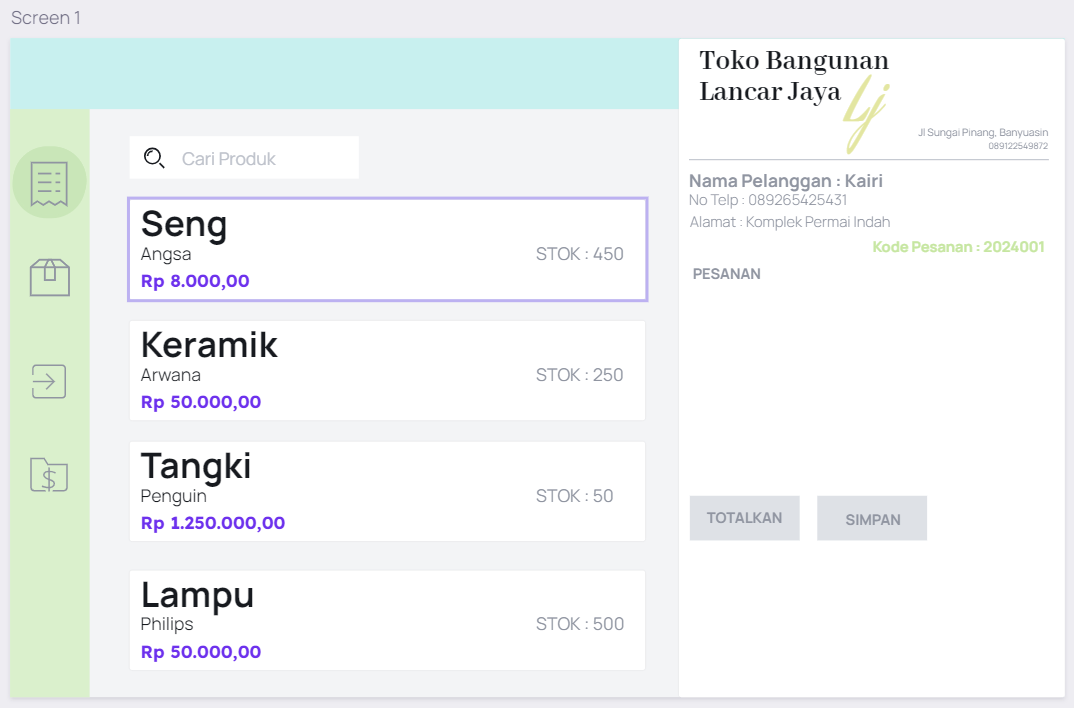 Screen 1
Cari Produk
Seng
Angsa
STOK : 450
Rp 8.000,00
Keramik
Arwana
STOK : 250
Rp 50.000,00
Tangki
Penguin
STOK : 50
Rp 1.250.000,00
Lampu
Philips
STOK : 500
Rp 50.000,00
Toko Bangunan
Lancar Jaya
Lj
Jl Sungai Pinang, Banyuasin
089122549872
Nama Pelanggan : Kairi
No Telp : 089265425431
Alamat : Komplek Permai Indah
Kode Pesanan : 2024001
PESANAN
TOTALKAN
SIMPAN